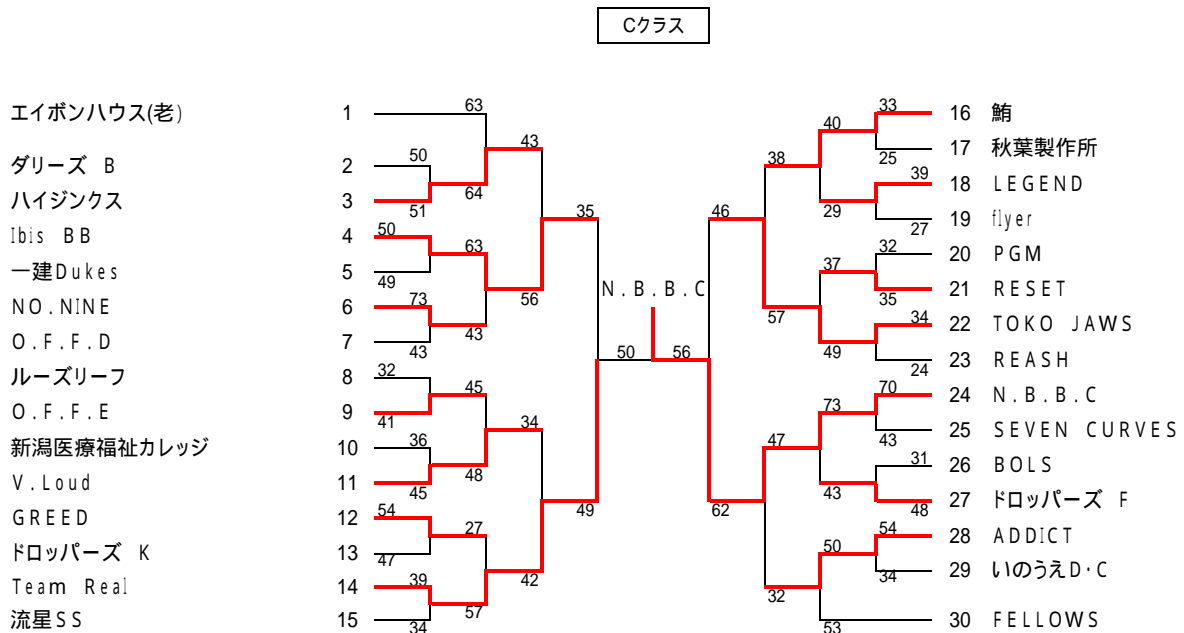 Cクラス
エイボンハウス(老) 1 63 33 16 鮪
43 40
25 17 秋葉製作所
ダリーズ B 2 50 38
39 18 LEGEND
ハイジンクス 3 51 64 29
35 46 27 19 flyer
Ibis BB 4 50
63 32 20 PGM
一建Dukes 5 49 37
N.B.B.C 35 21 RESET
NO.NINE 6 73 56 57
43 34 22 TOKO JAWS
O.F.F.D 7 43 49
50 56 24 23 REASH
ルーズリーフ 8 32
45 70 24 N.B.B.C
O.F.F.E 9 41 73
34 43 25 SEVEN CURVES
新潟医療福祉カレッジ 10 36 47
48 31 26 BOLS
V.Loud 11 45 43
49 62 48 27 ドロッパーズ F
GREED 12 54
27 54 28 ADDICT
ドロッパーズ K 13 47 50
42 34 29 いのうえD・C
Team Real 14 39 32
57
流星SS 15 34 53 30 FELLOWS